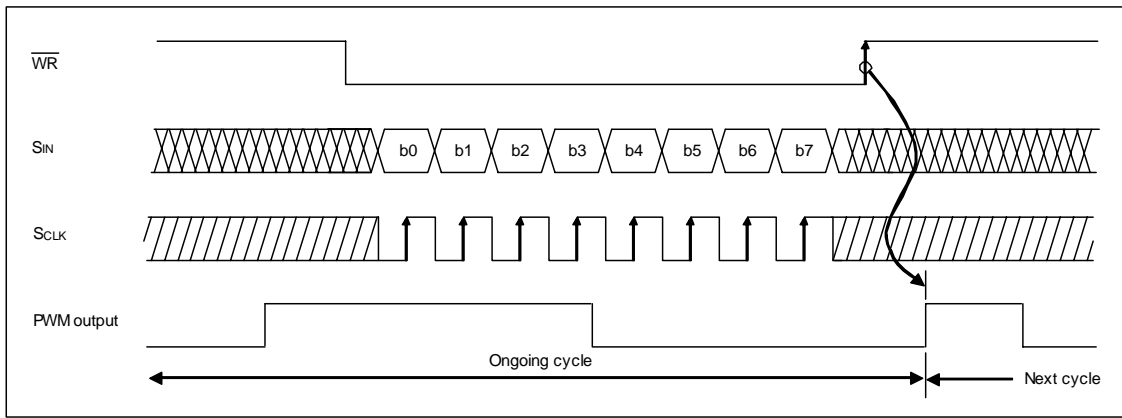 WR
SIN
b0 b1 b2 b3 b4 b5 b6 b7
SCLK
PWM output
Ongoing cycle
Next cycle